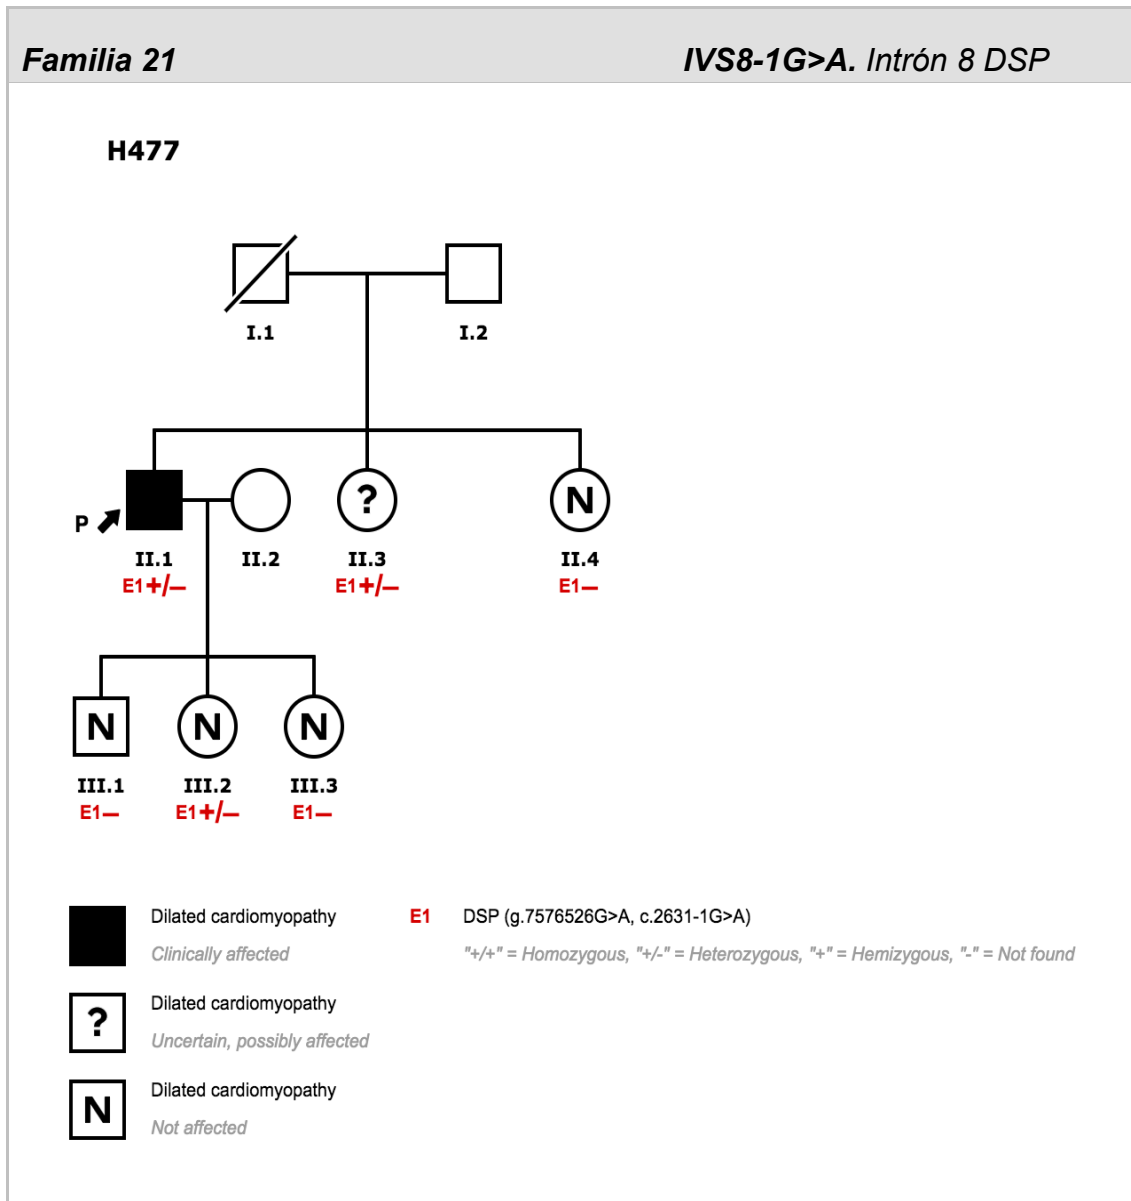 Familia 21 IVS8-1G>A. Intrón 8 DSP
H477
I.1 I.2
P ? N
II.1 II.2 II.3 II.4
E1+/– E1+/– E1–
N N N
III.1 III.2 III.3
E1– E1+/– E1–
Dilated cardiomyopathy E1 DSP (g.7576526G>A, c.2631-1G>A)
Clinically affected "+/+" = Homozygous, "+/-" = Heterozygous, "+" = Hemizygous, "-" = Not found
? Dilated cardiomyopathy
Uncertain, possibly affected
N Dilated cardiomyopathy
Not affected